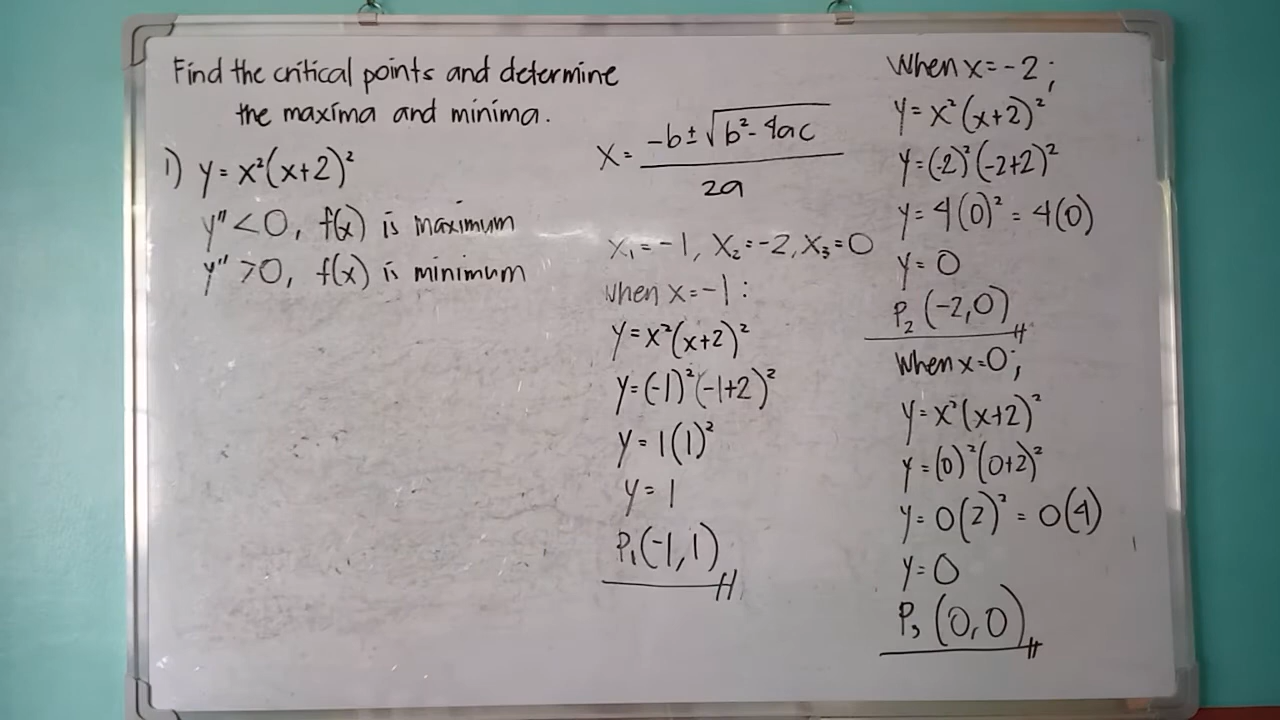 Find the critical points and determine
the maxima and minima.
1) y = x²(x+2)²
y" < 0, f(x) is maximum
y" > 0, f(x) is minimum
x = -b ± √b² - 4ac / 2a
x₁ = -1, x₂ = -2, x₃ = 0
when x = -1 :
y = x²(x+2)²
y = (-1)²(-1+2)²
y = 1(1)²
y = 1
P₁(-1,1)
When x = -2;
y = x²(x+2)²
y = (-2)²(-2+2)²
y = 4(0)² = 4(0)
y = 0
P₂(-2,0)
When x=0;
y = x²(x+2)²
y = (0)²(0+2)²
y = 0(2)² = 0(4)
y = 0
P₃(0,0)